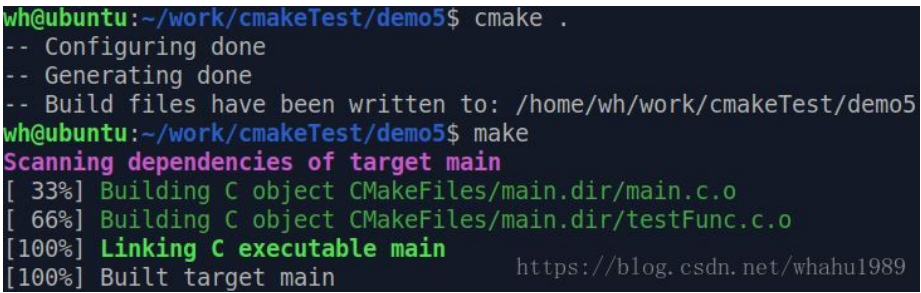 wh@ubuntu:~/work/cmakeTest/demo5$ cmake .
-- Configuring done
-- Generating done
-- Build files have been written to: /home/wh/work/cmakeTest/demo5
wh@ubuntu:~/work/cmakeTest/demo5$ make
Scanning dependencies of target main
[ 33%] Building C object CMakeFiles/main.dir/main.c.o
[ 66%] Building C object CMakeFiles/main.dir/testFunc.c.o
[100%] Linking C executable main
[100%] Built target main
https://blog.csdn.net/whahu1989